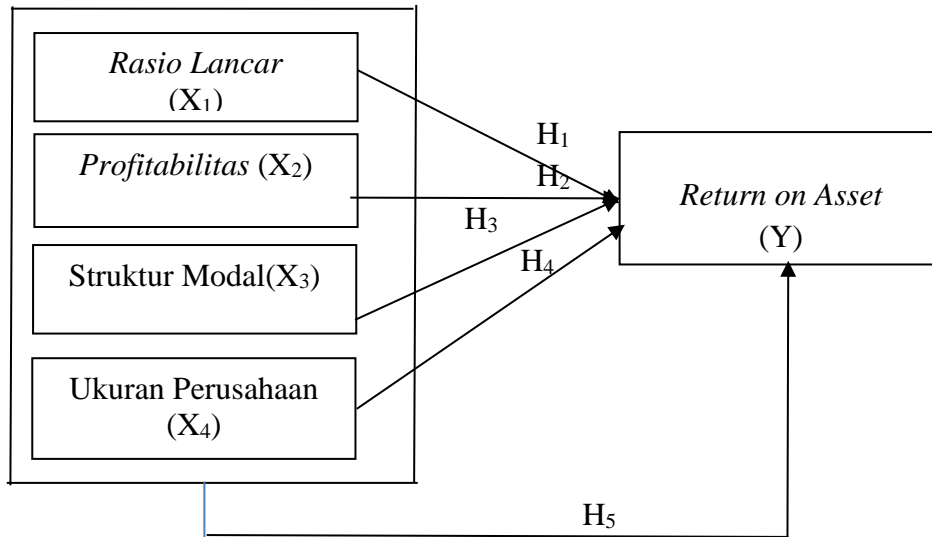 Rasio Lancar
(X₁)
H₁
Profitabilitas (X₂)
H₂
Return on Asset
(Y)
H₃
Struktur Modal(X₃)
H₄
Ukuran Perusahaan
(X₄)
H₅